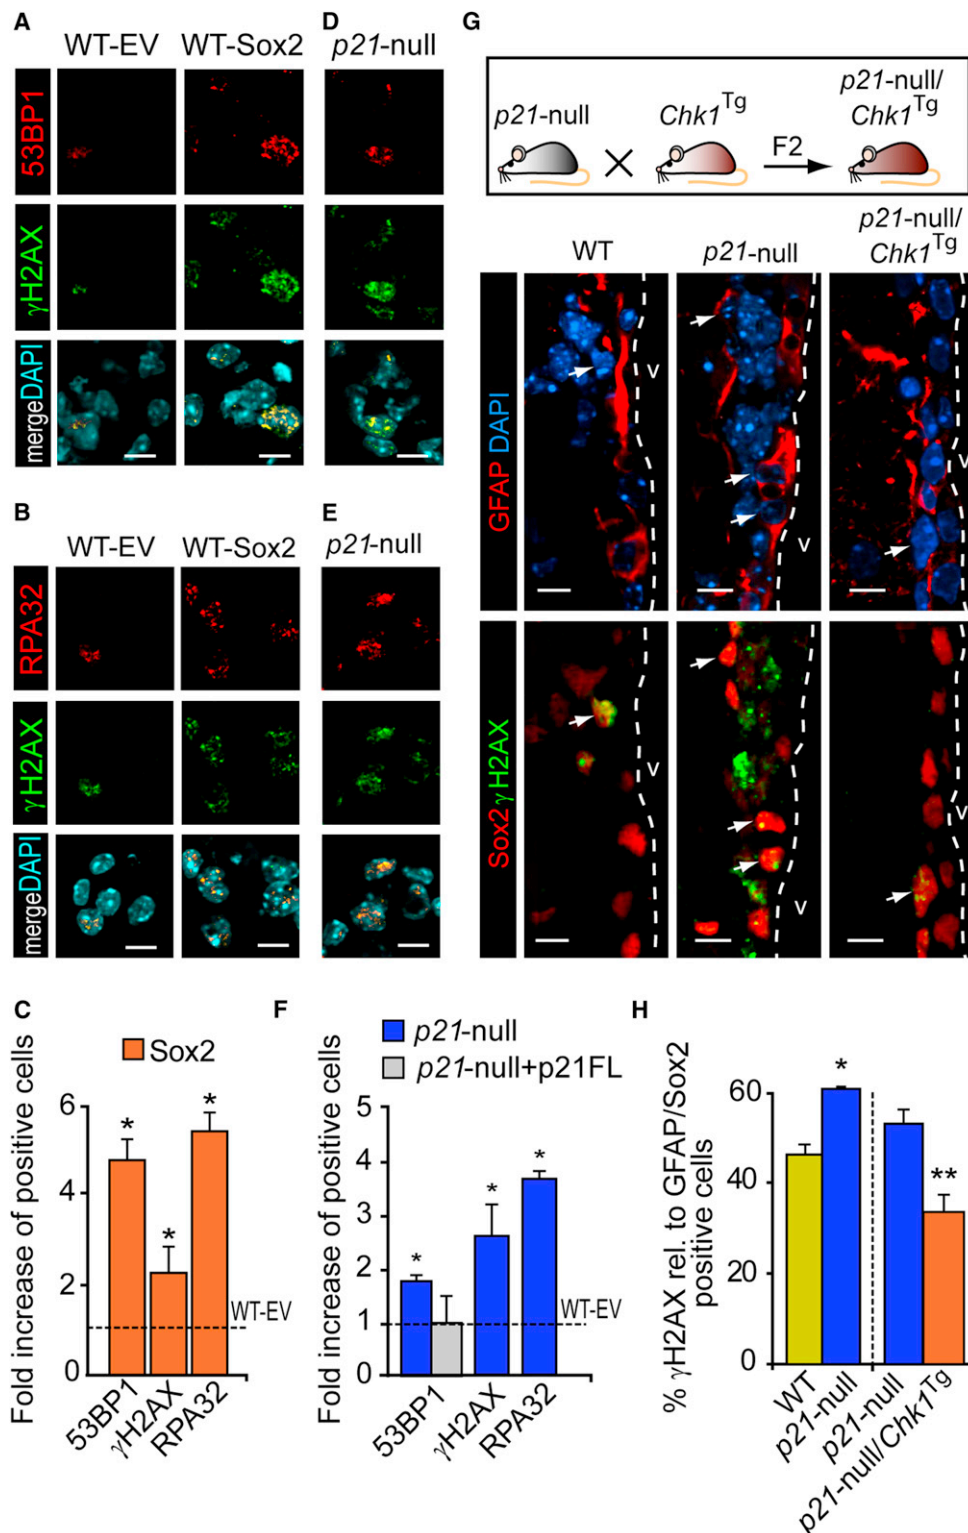 A
WT-EV
WT-Sox2
53BP1
γH2AX
mergeDAPI
D
p21-null
B
WT-EV
WT-Sox2
RPA32
γH2AX
mergeDAPI
E
p21-null
C
Sox2
Fold increase of positive cells
6
4
2
0
*
*
*
WT-EV
53BP1
γH2AX
RPA32
F
p21-null
p21-null+p21FL
Fold increase of positive cells
5
4
3
2
1
0
*
*
*
WT-EV
53BP1
γH2AX
RPA32
G
p21-null
×
Chk1Tg
F2
p21-null/
Chk1Tg
WT
p21-null
p21-null/
Chk1Tg
GFAP DAPI
V
V
V
Sox2 γH2AX
V
V
V
H
% γH2AX rel. to GFAP/Sox2
positive cells
60
40
20
0
*
**
WT
p21-null
p21-null
p21-null/Chk1Tg